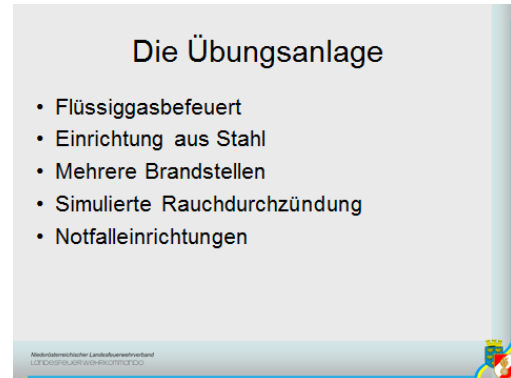 Die Übungsanlage
• Flüssiggasbefeuert
• Einrichtung aus Stahl
• Mehrere Brandstellen
• Simulierte Rauchdurchzündung
• Notfalleinrichtungen
Niederösterreichischer Landesfeuerwehrverband
LANDESFEUERWEHRKOMMANDO